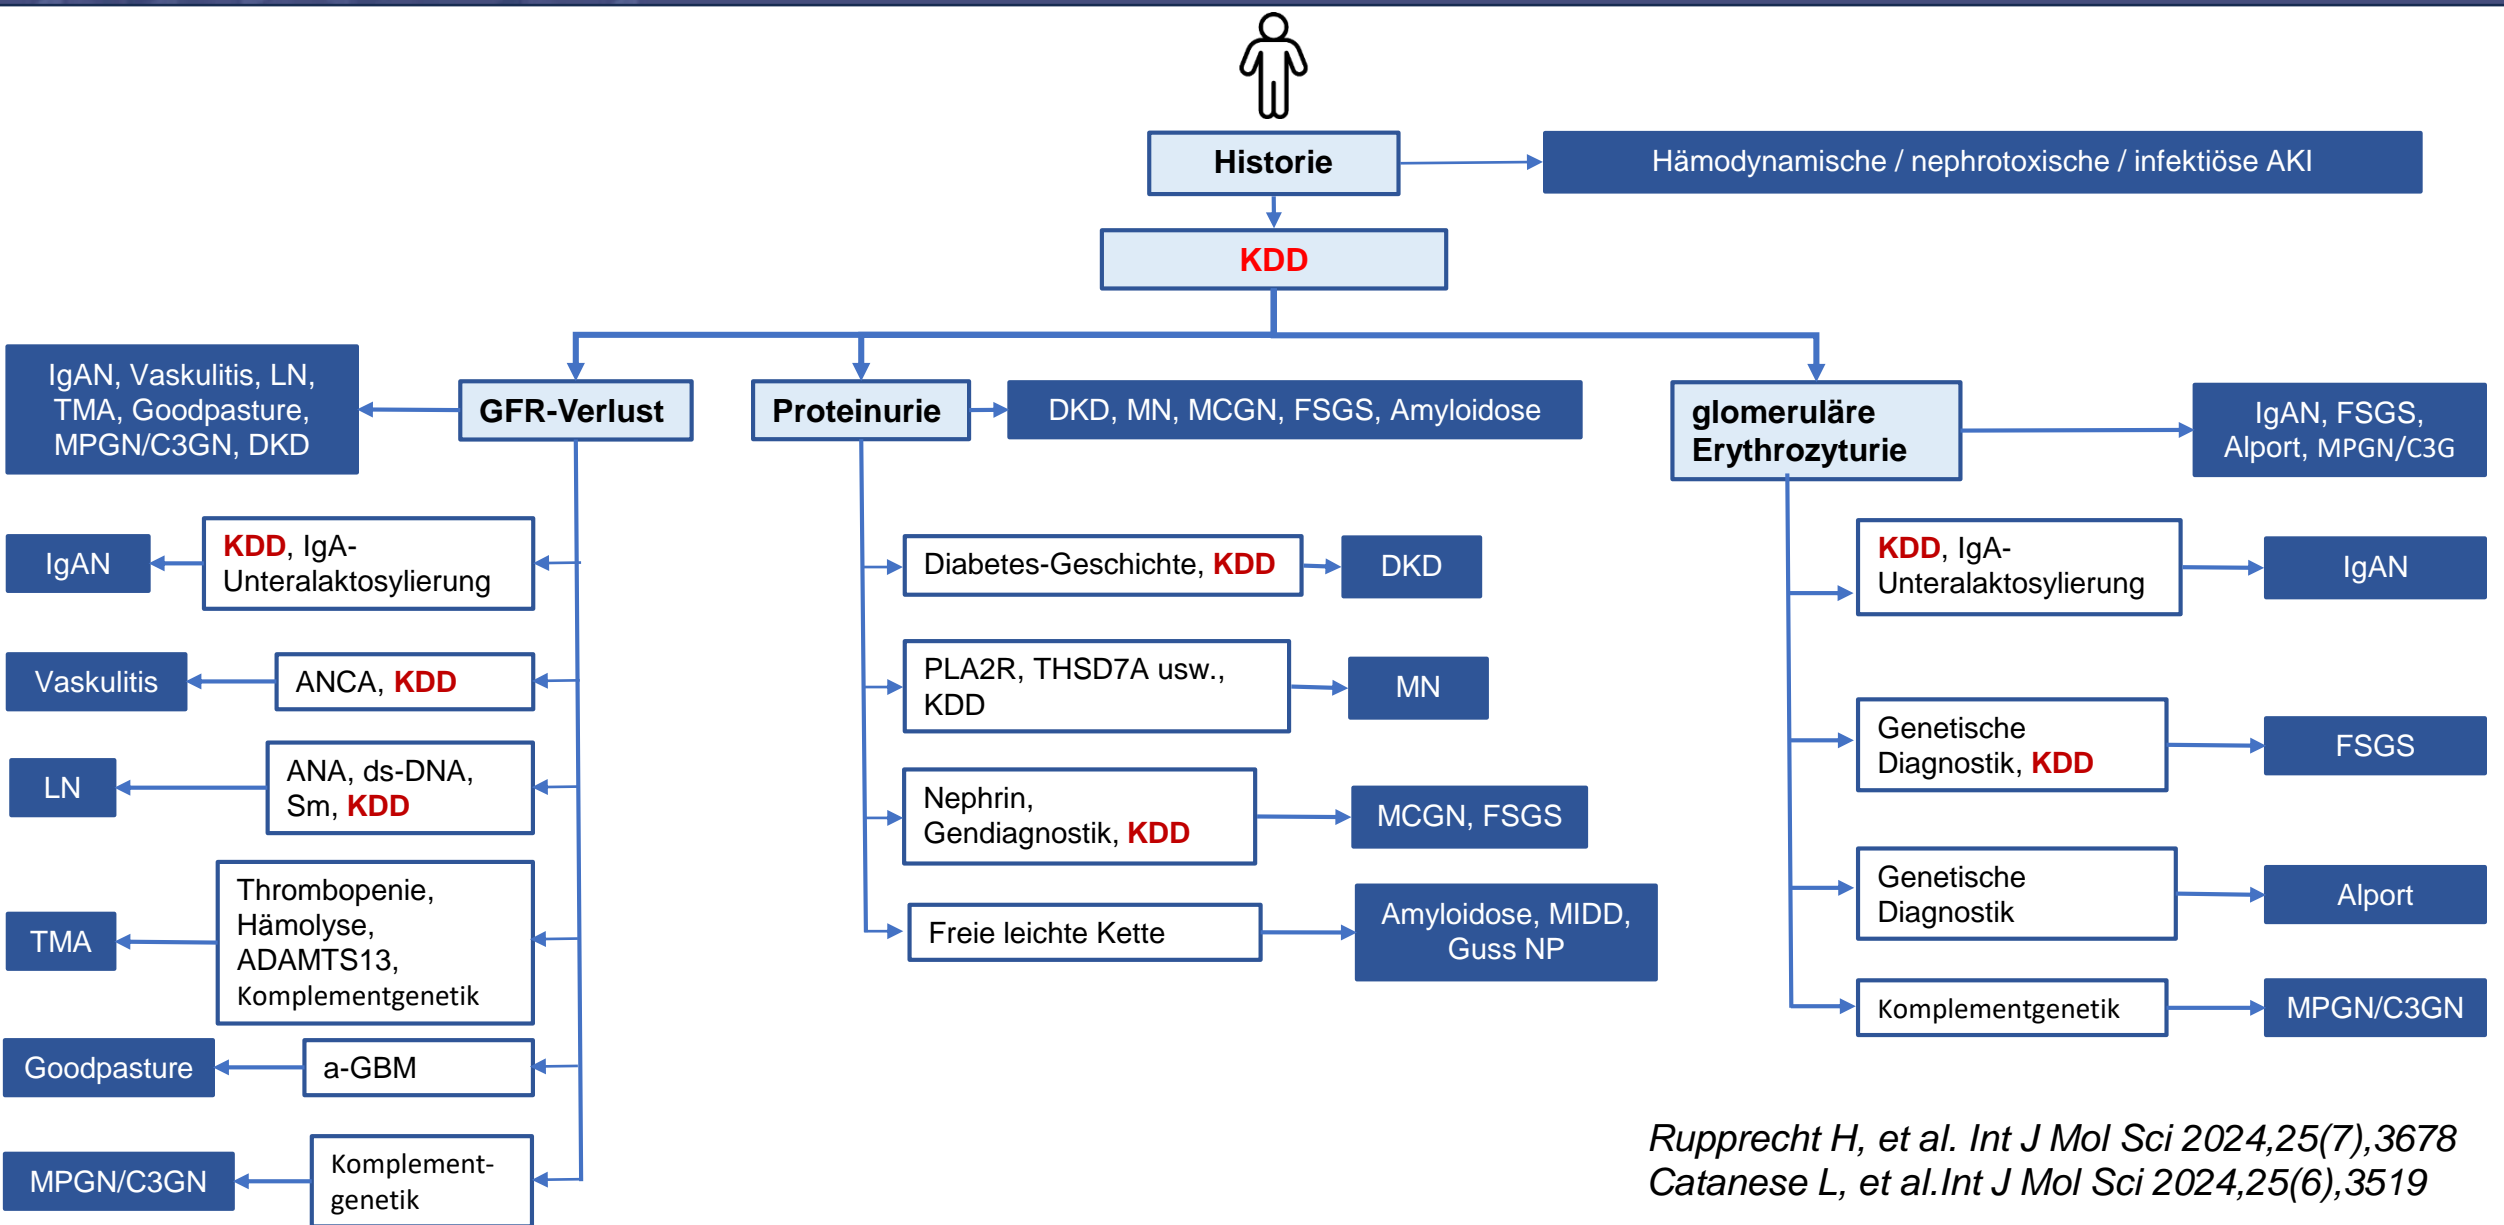 Historie
Hämodynamische / nephrotoxische / infektiöse AKI
KDD
IgAN, Vaskulitis, LN,
TMA, Goodpasture,
MPGN/C3GN, DKD
GFR-Verlust
Proteinurie
DKD, MN, MCGN, FSGS, Amyloidose
glomeruläre
Erythrozyturie
IgAN, FSGS,
Alport, MPGN/C3G
IgAN
KDD, IgA-
Unteralaktosylierung
Vaskulitis
ANCA, KDD
LN
ANA, ds-DNA,
Sm, KDD
TMA
Thrombopenie,
Hämolyse,
ADAMTS13,
Komplementgenetik
Goodpasture
a-GBM
MPGN/C3GN
Komplement-
genetik
Diabetes-Geschichte, KDD
DKD
PLA2R, THSD7A usw.,
KDD
MN
Nephrin,
Gendiagnostik, KDD
MCGN, FSGS
Freie leichte Kette
Amyloidose, MIDD,
Guss NP
KDD, IgA-
Unteralaktosylierung
IgAN
Genetische
Diagnostik, KDD
FSGS
Genetische
Diagnostik
Alport
Komplementgenetik
MPGN/C3GN
Rupprecht H, et al. Int J Mol Sci 2024,25(7),3678
Catanese L, et al.Int J Mol Sci 2024,25(6),3519